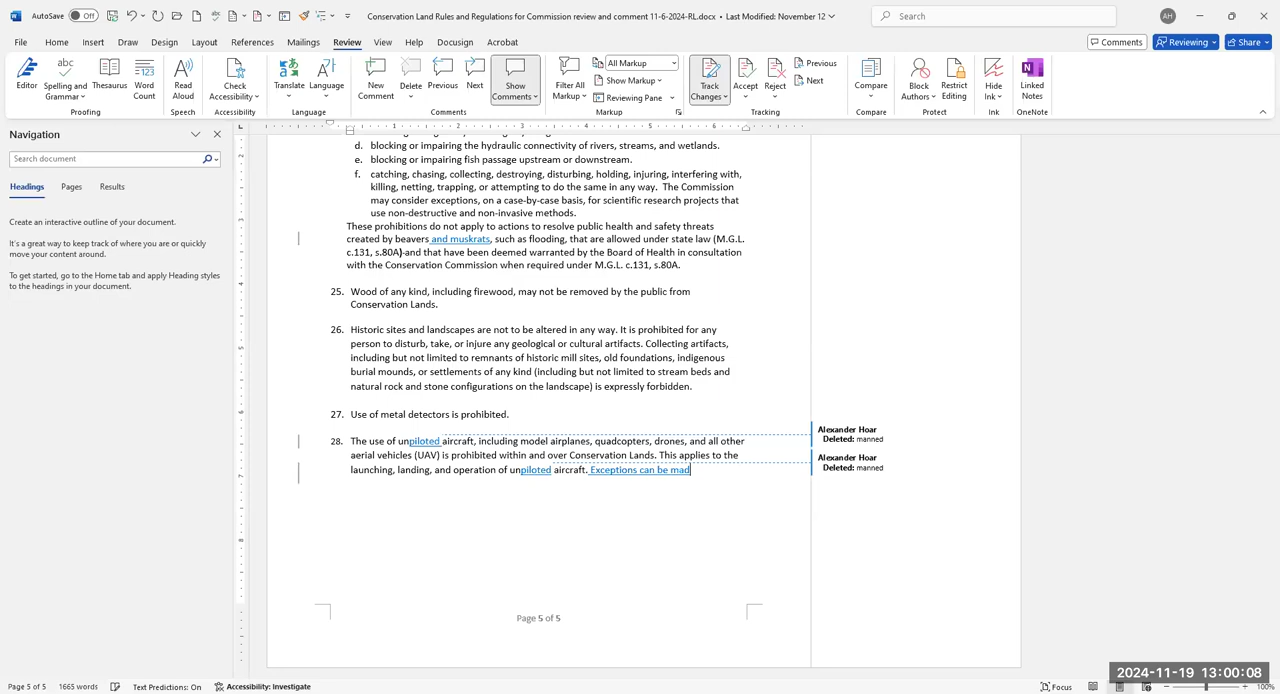 AutoSave Off
Conservation Land Rules and Regulations for Commission review and comment 11-6-2024-RL.docx • Last Modified: November 12
Search
AH
File Home Insert Draw Design Layout References Mailings Review View Help Docusign Acrobat
Comments Reviewing Share
Editor
Spelling and Grammar
Thesaurus
Word Count
Proofing
Read Aloud
Speech
Check Accessibility
Accessibility
Translate
Language
Language
New Comment
Delete
Previous
Next
Show Comments
Comments
Filter All Markup
All Markup
Show Markup
Reviewing Pane
Markup
Track Changes
Accept
Reject
Previous
Next
Tracking
Compare
Compare
Block Authors
Restrict Editing
Protect
Hide Ink
Ink
Linked Notes
OneNote
Navigation
Search document
Headings Pages Results
Create an interactive outline of your document.
It's a great way to keep track of where you are or quickly
move your content around.
To get started, go to the Home tab and apply Heading styles
to the headings in your document.
d. blocking or impairing the hydraulic connectivity of rivers, streams, and wetlands.
e. blocking or impairing fish passage upstream or downstream.
f. catching, chasing, collecting, destroying, disturbing, holding, injuring, interfering with,
killing, netting, trapping, or attempting to do the same in any way. The Commission
may consider exceptions, on a case-by-case basis, for scientific research projects that
use non-destructive and non-invasive methods.
These prohibitions do not apply to actions to resolve public health and safety threats
created by beavers and muskrats, such as flooding, that are allowed under state law (M.G.L.
c.131, s.80A) and that have been deemed warranted by the Board of Health in consultation
with the Conservation Commission when required under M.G.L. c.131, s.80A.
25. Wood of any kind, including firewood, may not be removed by the public from
Conservation Lands.
26. Historic sites and landscapes are not to be altered in any way. It is prohibited for any
person to disturb, take, or injure any geological or cultural artifacts. Collecting artifacts,
including but not limited to remnants of historic mill sites, old foundations, indigenous
burial mounds, or settlements of any kind (including but not limited to stream beds and
natural rock and stone configurations on the landscape) is expressly forbidden.
27. Use of metal detectors is prohibited.
28. The use of unpiloted aircraft, including model airplanes, quadcopters, drones, and all other
aerial vehicles (UAV) is prohibited within and over Conservation Lands. This applies to the
launching, landing, and operation of unpiloted aircraft. Exceptions can be mad
Alexander Hoar
Deleted: manned
Alexander Hoar
Deleted: manned
Page 5 of 5
Page 5 of 5 1665 words Text Predictions: On Accessibility: Investigate
Focus
100%
2024-11-19 13:00:08